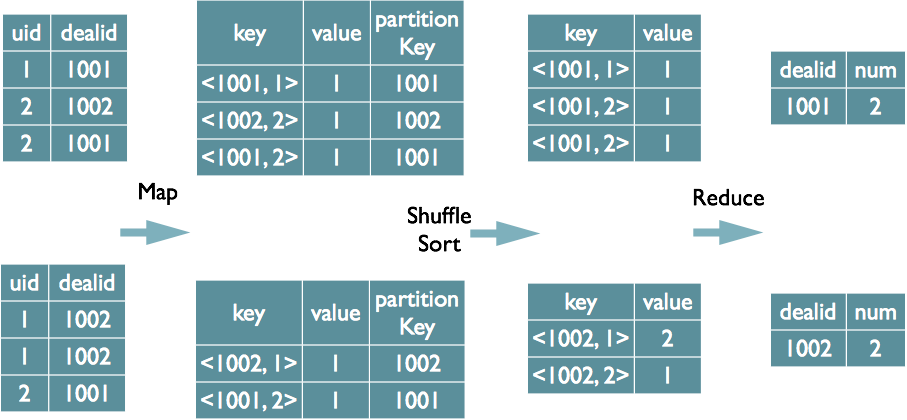 uid dealid
1 1001
2 1002
2 1001
key value partition Key
<1001, 1> 1 1001
<1002, 2> 1 1002
<1001, 2> 1 1001
key value
<1001, 1> 1
<1001, 2> 1
<1001, 2> 1
dealid num
1001 2
Map
Shuffle
Sort
Reduce
uid dealid
1 1002
1 1002
2 1001
key value partition Key
<1002, 1> 1 1002
<1001, 2> 1 1001
key value
<1002, 1> 2
<1002, 2> 1
dealid num
1002 2